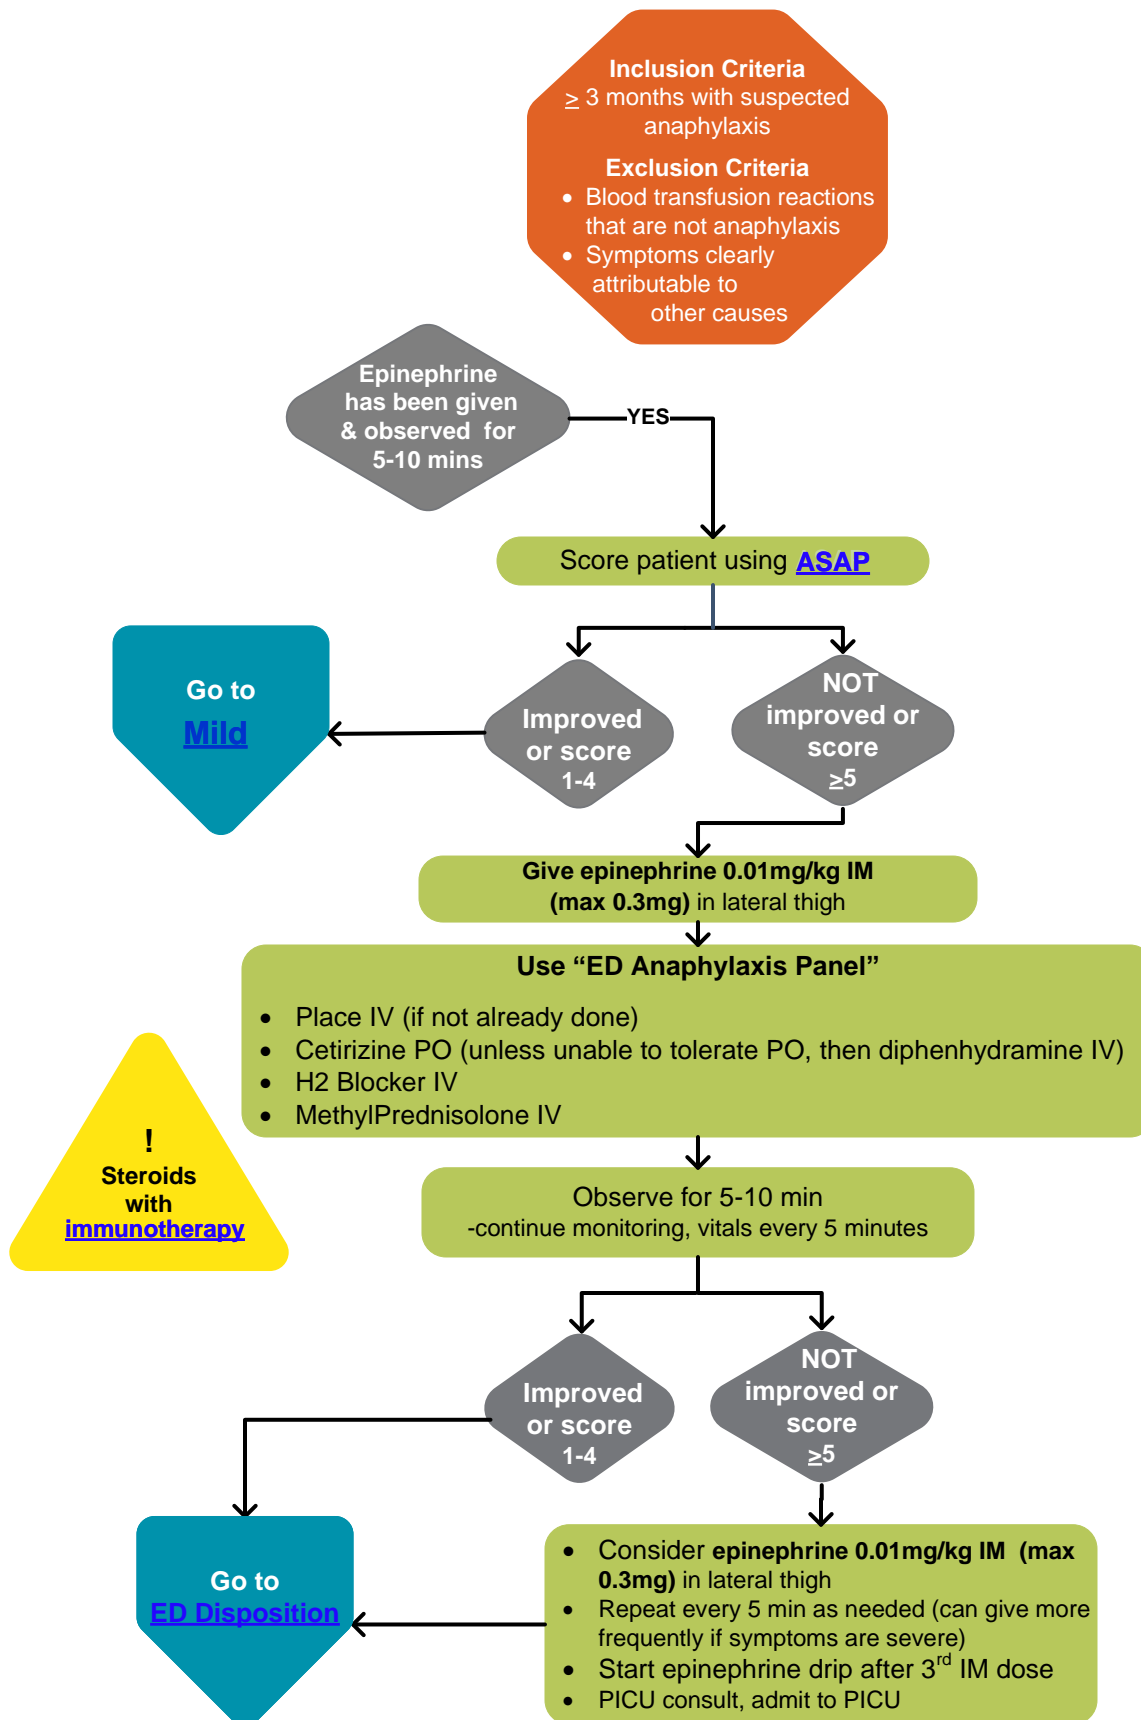 Inclusion Criteria
≥ 3 months with suspected
anaphylaxis
Exclusion Criteria
• Blood transfusion reactions
that are not anaphylaxis
• Symptoms clearly
attributable to
other causes
Epinephrine
has been given
& observed for
5-10 mins
YES
Score patient using ASAP
Go to
Mild
Improved
or score
1-4
NOT
improved or
score
≥5
Give epinephrine 0.01mg/kg IM
(max 0.3mg) in lateral thigh
Use “ED Anaphylaxis Panel”
• Place IV (if not already done)
• Cetirizine PO (unless unable to tolerate PO, then diphenhydramine IV)
• H2 Blocker IV
• MethylPrednisolone IV
!
Steroids
with
immunotherapy
Observe for 5-10 min
-continue monitoring, vitals every 5 minutes
Improved
or score
1-4
NOT
improved or
score
≥5
Go to
ED Disposition
• Consider epinephrine 0.01mg/kg IM (max
0.3mg) in lateral thigh
• Repeat every 5 min as needed (can give more
frequently if symptoms are severe)
• Start epinephrine drip after 3rd IM dose
• PICU consult, admit to PICU